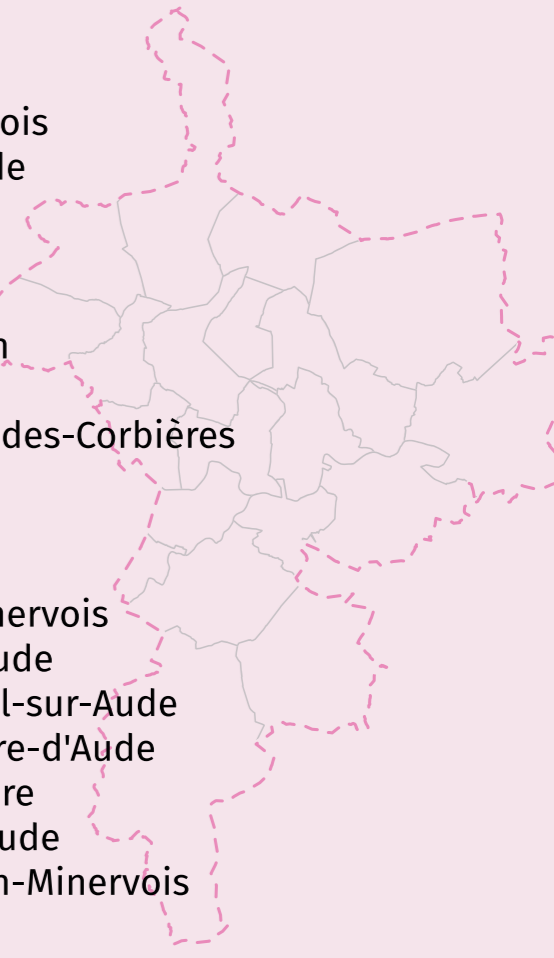 ois
de
n
des-Corbières
nervois
ude
l-sur-Aude
re-d'Aude
re
ude
n-Minervois